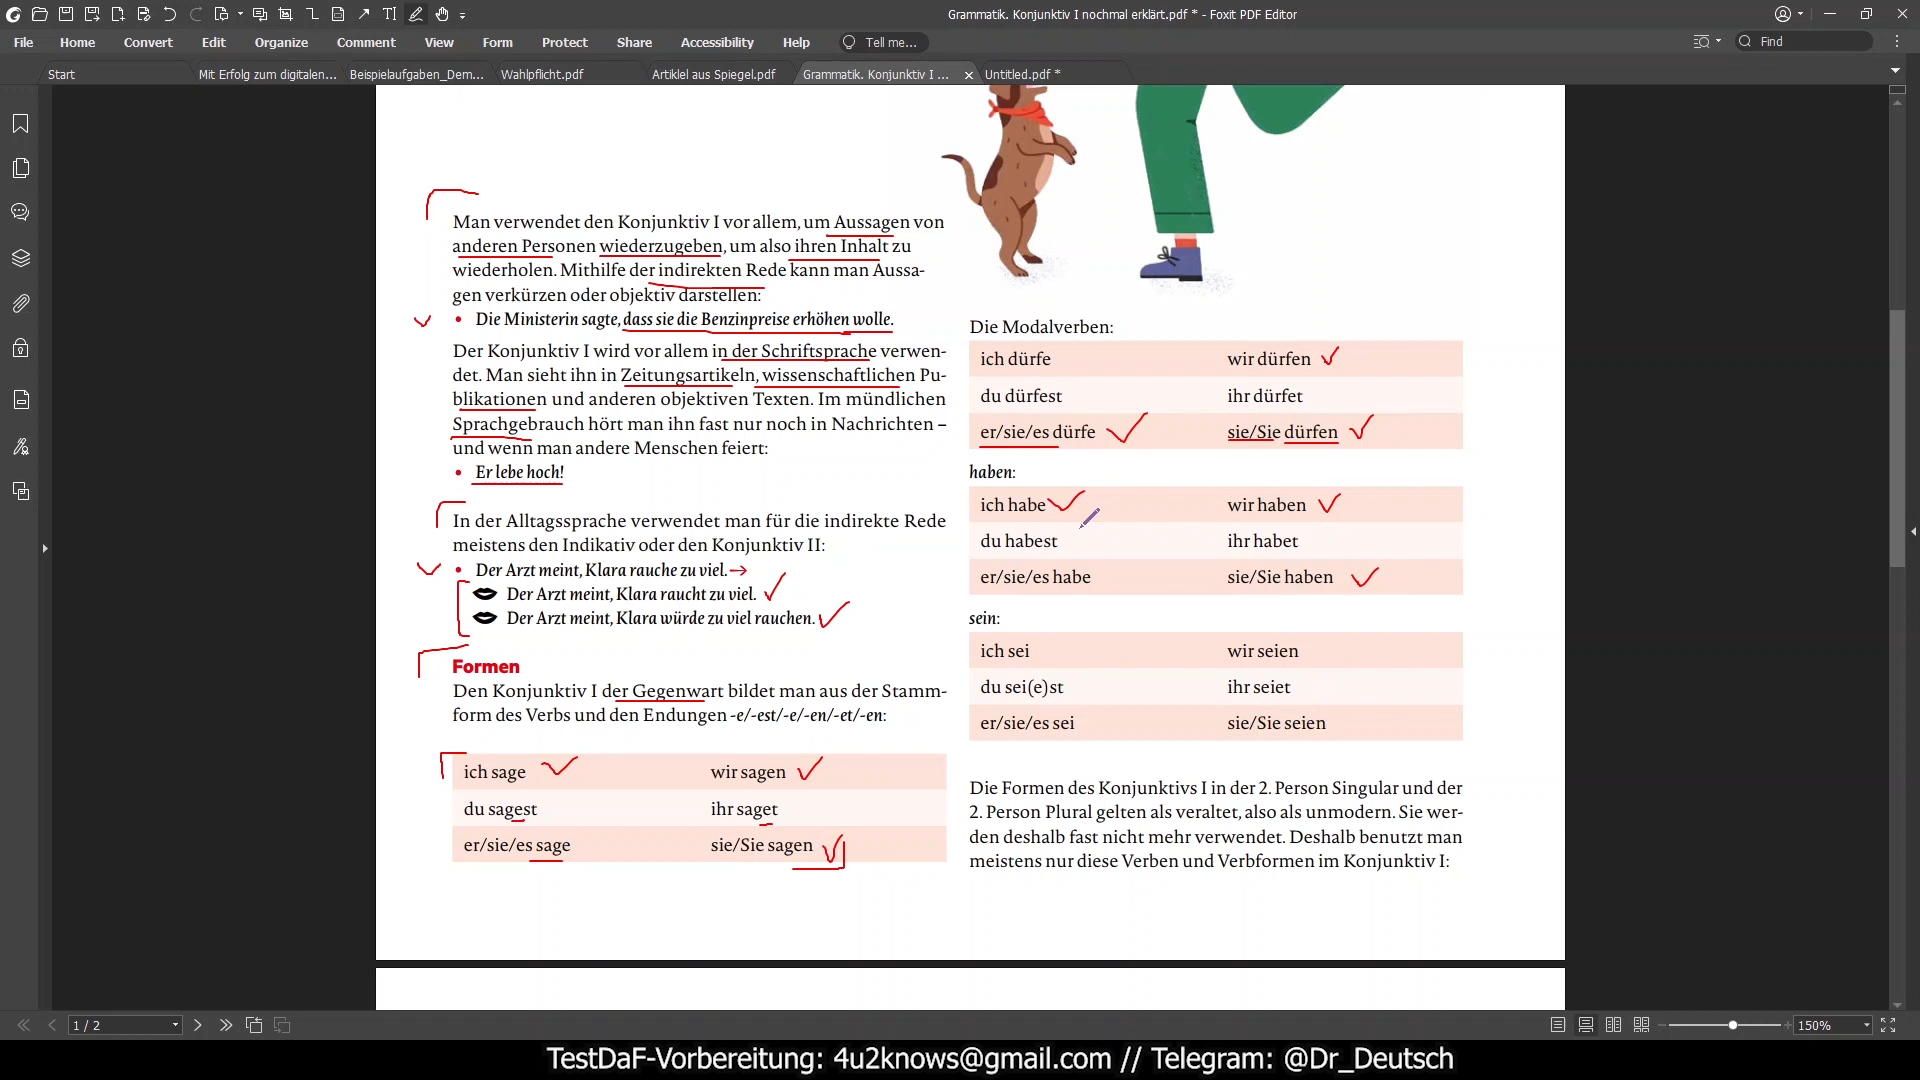 Grammatik. Konjunktiv I nochmal erklärt.pdf * - Foxit PDF Editor
File Home Convert Edit Organize Comment View Form Protect Share Accessibility Help Tell me... Find
Start Mit Erfolg zum digitalen... Beispielaufgaben_Dem... Wahlpflicht.pdf Artiklel aus Spiegel.pdf Grammatik. Konjunktiv I ... Untitled.pdf *
Man verwendet den Konjunktiv I vor allem, um Aussagen von
anderen Personen wiederzugeben, um also ihren Inhalt zu
wiederholen. Mithilfe der indirekten Rede kann man Aussa-
gen verkürzen oder objektiv darstellen:
• Die Ministerin sagte, dass sie die Benzinpreise erhöhen wolle.
Der Konjunktiv I wird vor allem in der Schriftsprache verwen-
det. Man sieht ihn in Zeitungsartikeln, wissenschaftlichen Pu-
blikationen und anderen objektiven Texten. Im mündlichen
Sprachgebrauch hört man ihn fast nur noch in Nachrichten –
und wenn man andere Menschen feiert:
• Er lebe hoch!
In der Alltagssprache verwendet man für die indirekte Rede
meistens den Indikativ oder den Konjunktiv II:
• Der Arzt meint, Klara rauche zu viel. →
Der Arzt meint, Klara raucht zu viel.
Der Arzt meint, Klara würde zu viel rauchen.
Formen
Den Konjunktiv I der Gegenwart bildet man aus der Stamm-
form des Verbs und den Endungen -e/-est/-e/-en/-et/-en:
ich sage wir sagen
du sagest ihr saget
er/sie/es sage sie/Sie sagen
Die Modalverben:
ich dürfe wir dürfen
du dürfest ihr dürfet
er/sie/es dürfe sie/Sie dürfen
haben:
ich habe wir haben
du habest ihr habet
er/sie/es habe sie/Sie haben
sein:
ich sei wir seien
du sei(e)st ihr seiet
er/sie/es sei sie/Sie seien
Die Formen des Konjunktivs I in der 2. Person Singular und der
2. Person Plural gelten als veraltet, also als unmodern. Sie wer-
den deshalb fast nicht mehr verwendet. Deshalb benutzt man
meistens nur diese Verben und Verbformen im Konjunktiv I:
1 / 2 150%
TestDaF-Vorbereitung: 4u2knows@gmail.com // Telegram: @Dr_Deutsch